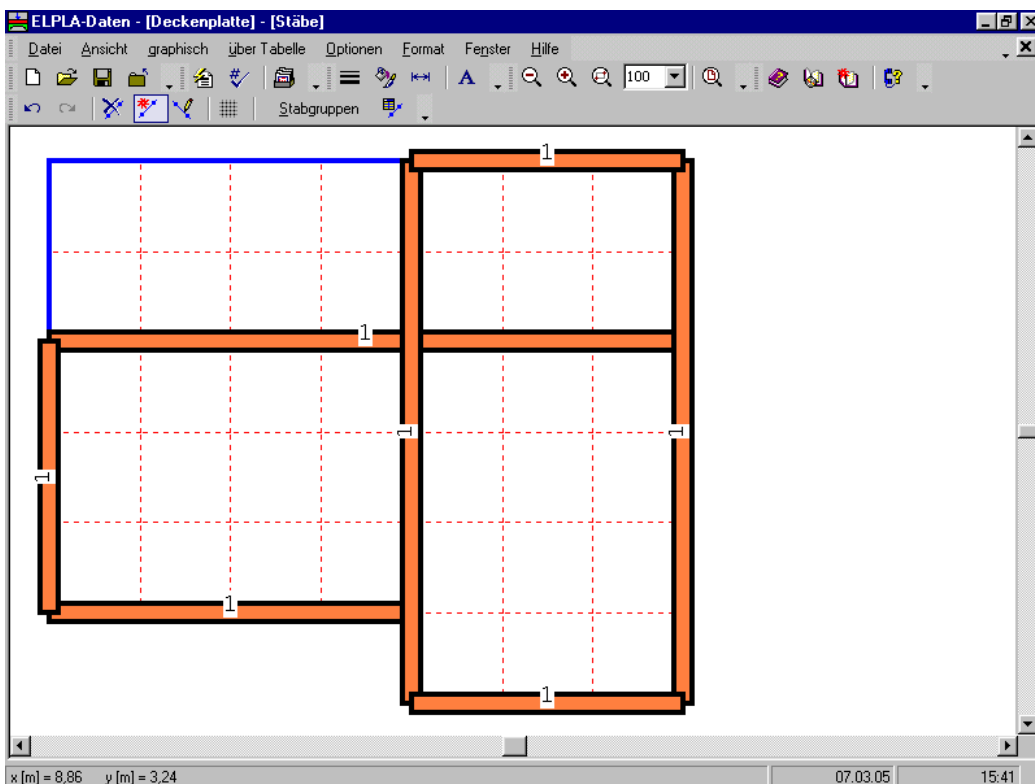 ELPLA-Daten - [Deckenplatte] - [Stäbe]
Datei Ansicht graphisch über Tabelle Optionen Format Fenster Hilfe
A 100
Stabgruppen
1
1
1 1
1
1
1
x [m] = 8,86 y [m] = 3,24 07.03.05 15:41